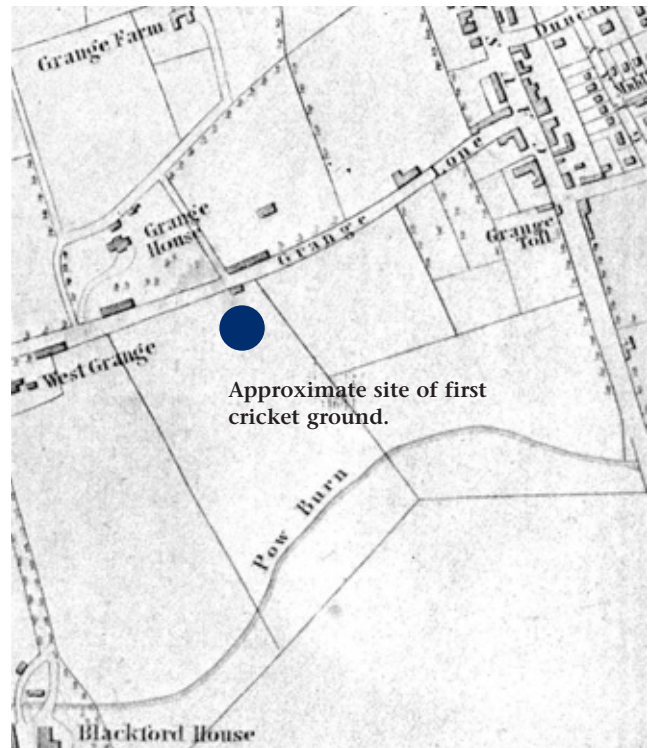 Grange Farm
Duncan
Grange Lone
Grange
House
Grange
Toll
West Grange
Approximate site of first
cricket ground.
Pow Burn
Blackford House